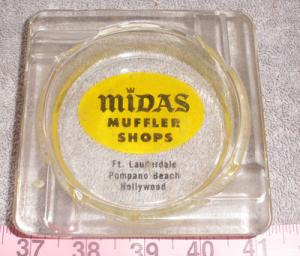 MIDAS
MUFFLER
SHOPS
Ft. Lauderdale
Pompano Beach
Hollywood
37 38 39 40 41